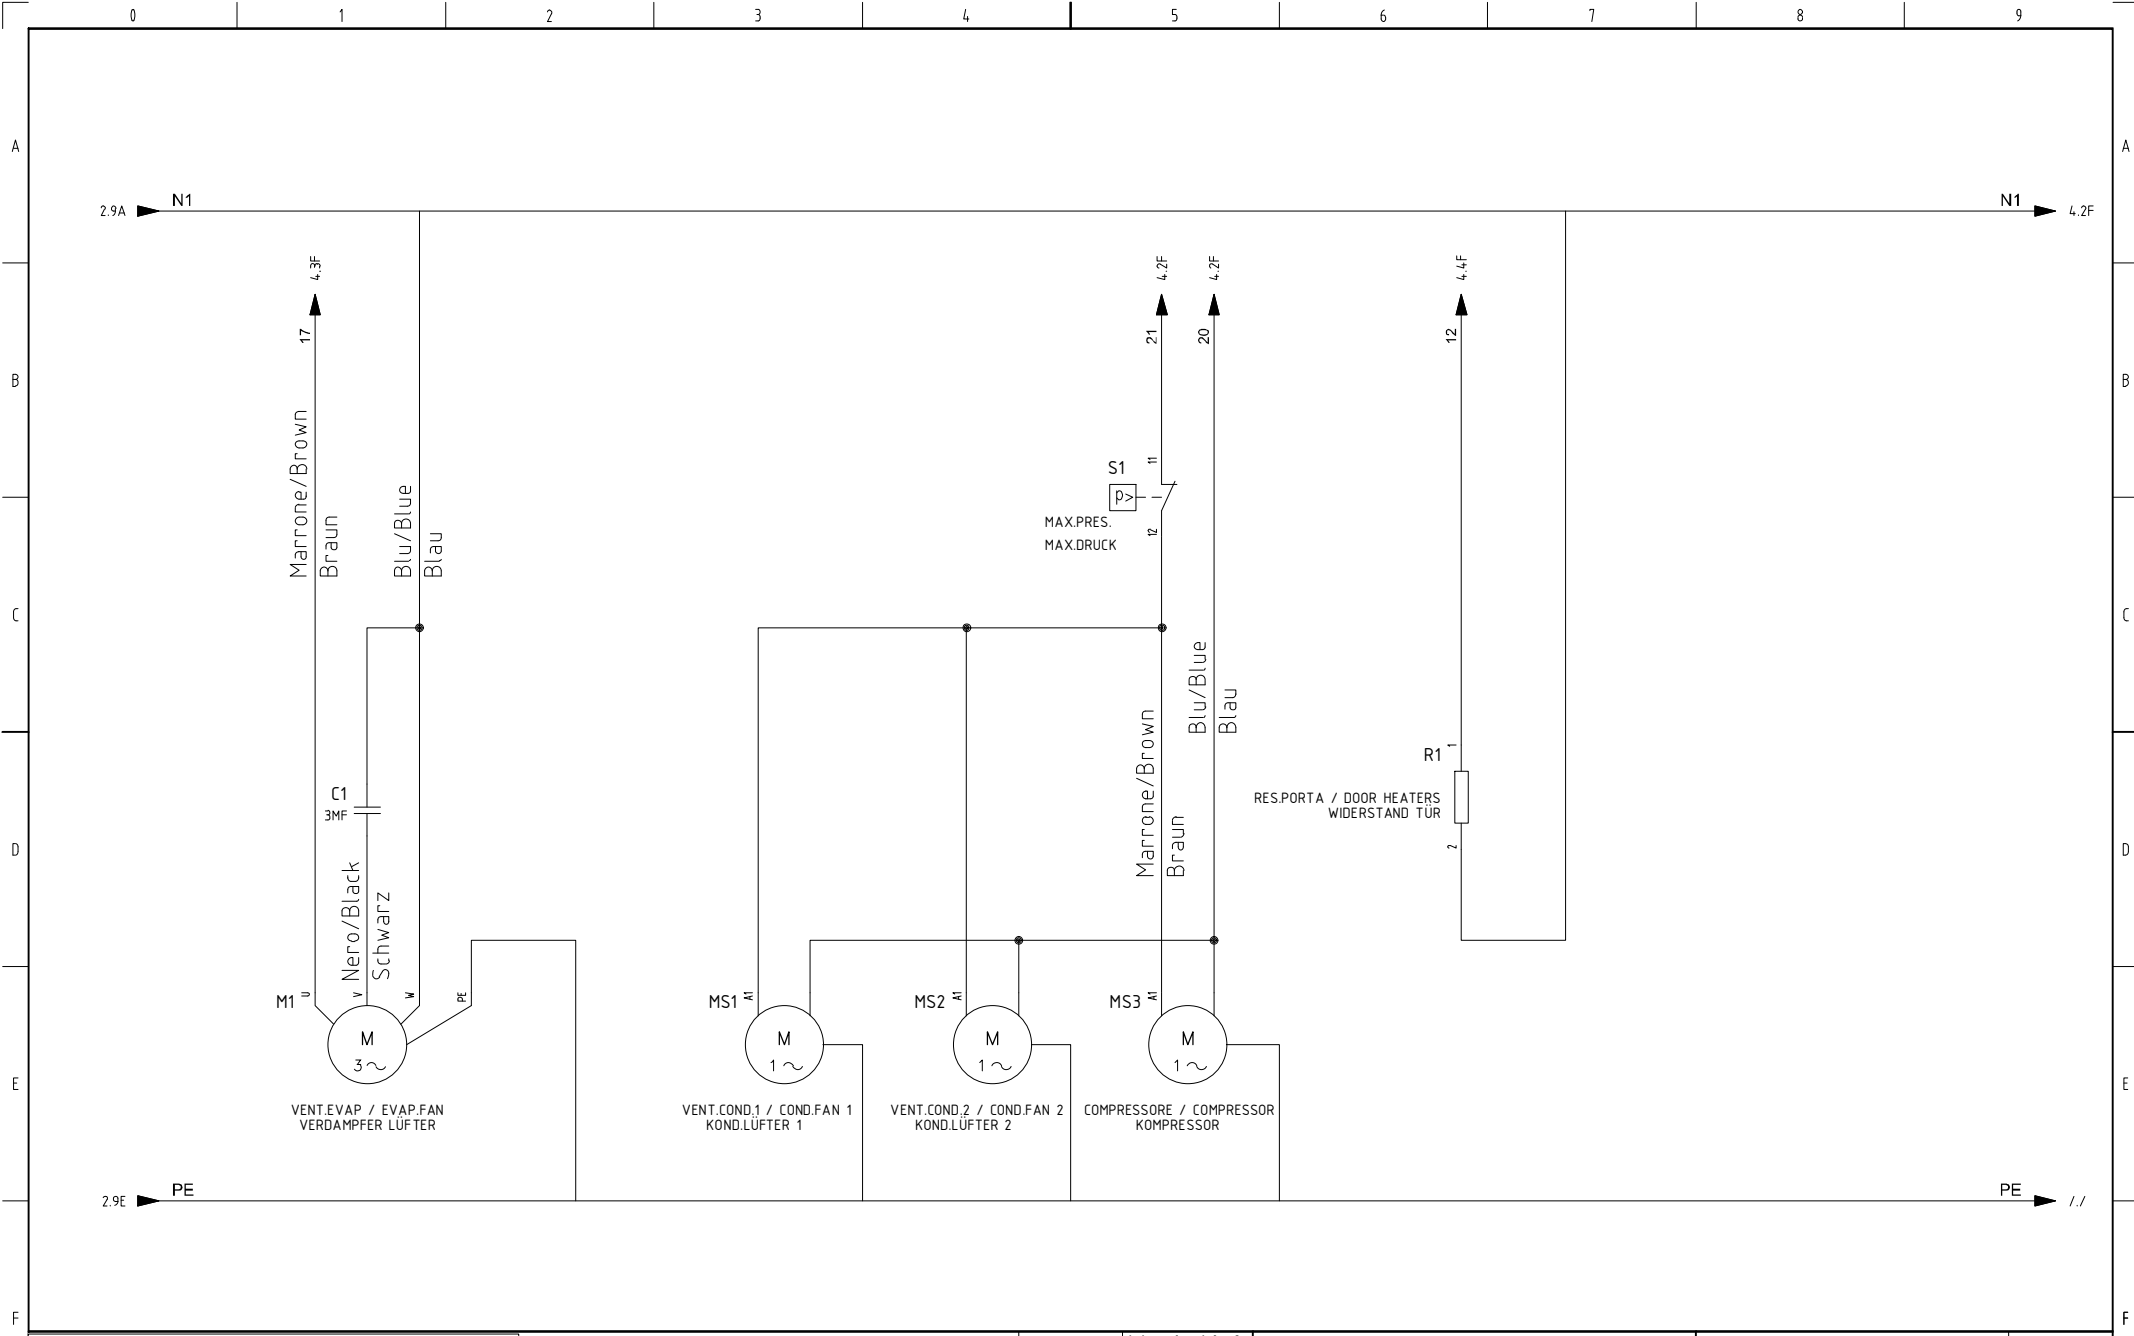 0 1 2 3 4 5 6 7 8 9
A A
N1 N1
2.9A 4.2F
4.3F 4.2F 4.2F 4.4F
17 21 20 12
B B
Marrone/Brown
Braun
Blu/Blue
Blau
S1 11
p>
MAX.PRES.
12
MAX.DRUCK
C C
Blu/Blue
Blau
Marrone/Brown
Braun
R1 1
C1
3MF
RES.PORTA / DOOR HEATERS
WIDERSTAND TÜR
2
D D
Nero/Black
Schwarz
M1 U V W PE
MS1 A1
MS2 A1
MS3 A1
M M M M
3~ 1~ 1~ 1~
E E
VENT.EVAP / EVAP.FAN
VERDAMPFER LÜFTER
VENT.COND.1 / COND.FAN 1
KOND.LÜFTER 1
VENT.COND.2 / COND.FAN 2
KOND.LÜFTER 2
COMPRESSORE / COMPRESSOR
KOMPRESSOR
PE PE
2.9E /./
F F